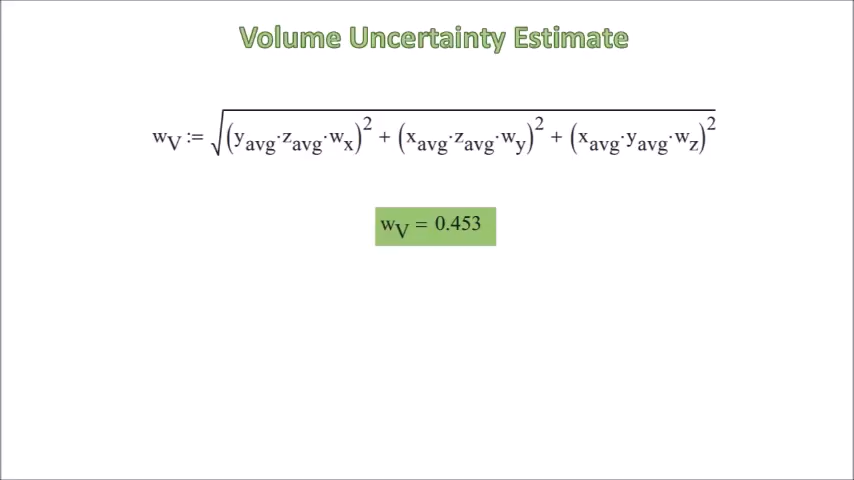 Volume Uncertainty Estimate
w_V := √((y_avg·z_avg·w_x)^2 + (x_avg·z_avg·w_y)^2 + (x_avg·y_avg·w_z)^2)
w_V = 0.453